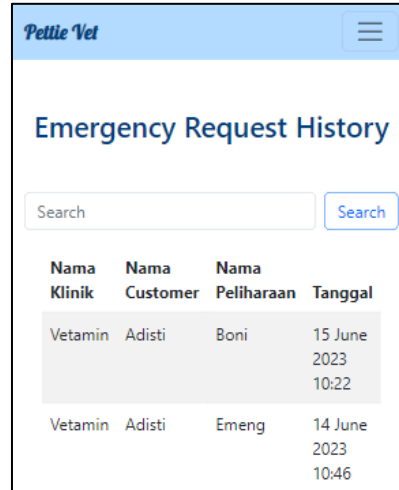 Pettie Vet
Emergency Request History
Search Search
Nama Klinik Nama Customer Nama Peliharaan Tanggal
Vetamin Adisti Boni 15 June 2023 10:22
Vetamin Adisti Emeng 14 June 2023 10:46